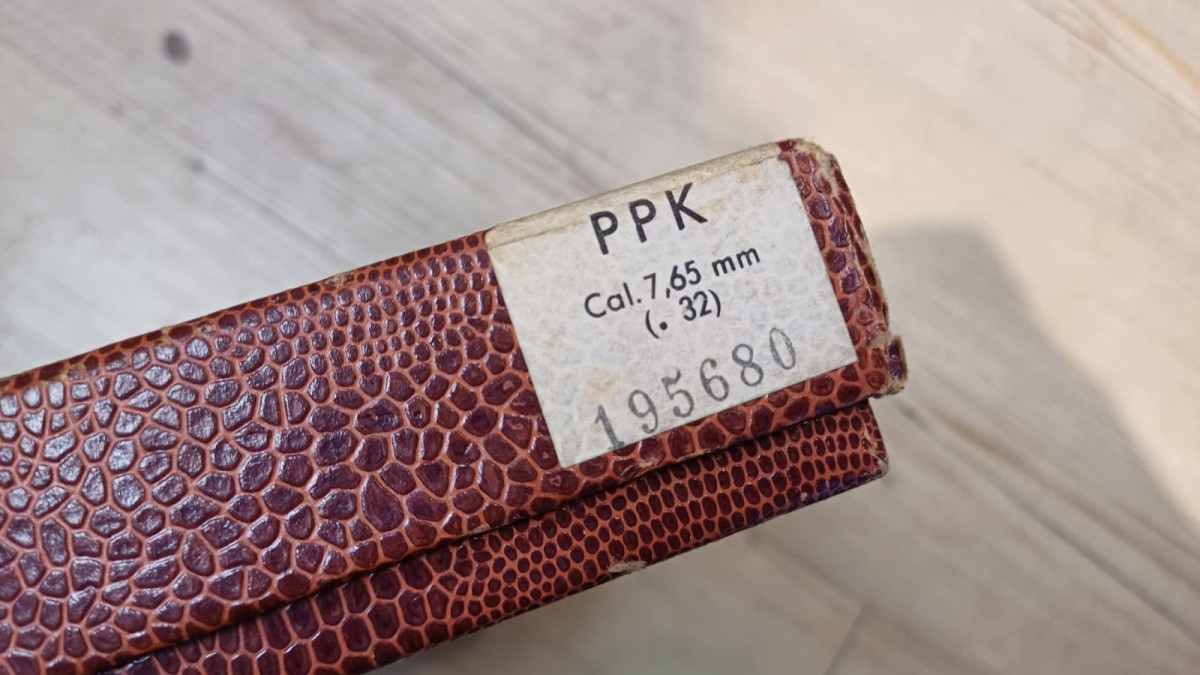 PPK
Cal. 7,65 mm
(. 32)
195680